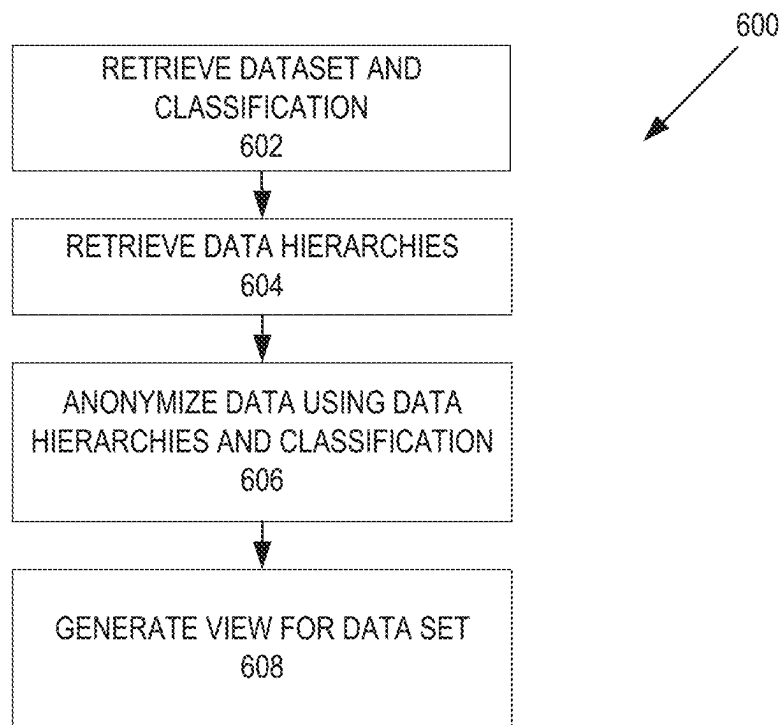 600
RETRIEVE DATASET AND
CLASSIFICATION
602
RETRIEVE DATA HIERARCHIES
604
ANONYMIZE DATA USING DATA
HIERARCHIES AND CLASSIFICATION
606
GENERATE VIEW FOR DATA SET
608